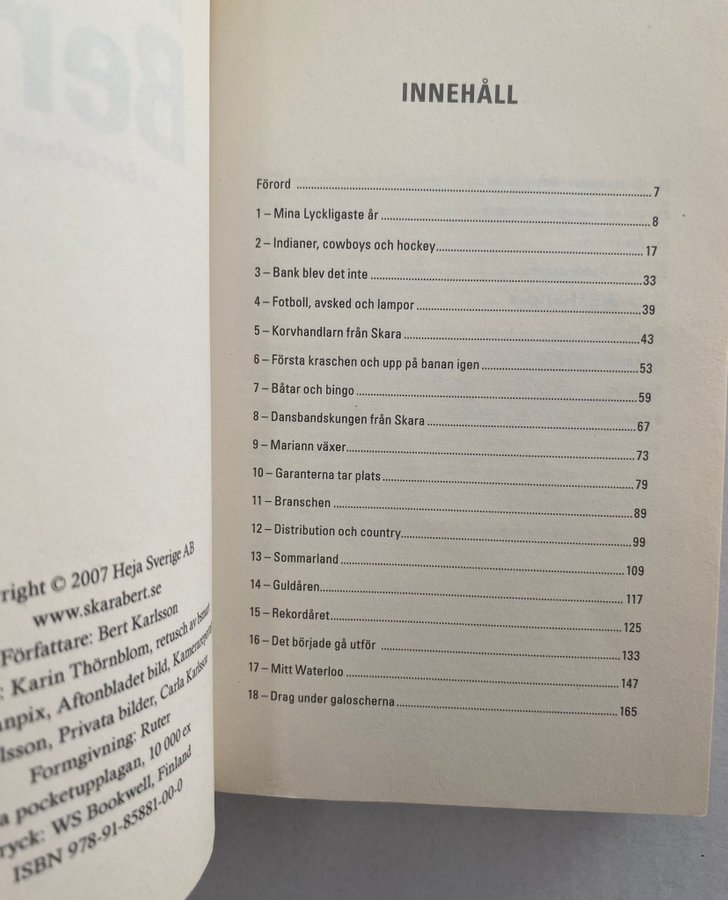 right © 2007 Heja Sverige AB
www.skarabert.se
Författare: Bert Karlsson
: Karin Thörnblom, retusch av
anpix, Aftonbladet bild,
lsson, Privata bilder, Carla Karlsson
Formgivning: Ruter
a pocketupplagan, 10 000 ex
ryck: WS Bookwell, Finland
ISBN 978-91-85881-00-0
INNEHÅLL
Förord ........ 7
1 – Mina Lyckligaste år ........ 8
2 – Indianer, cowboys och hockey ........ 17
3 – Bank blev det inte ........ 33
4 – Fotboll, avsked och lampor ........ 39
5 – Korvhandlarn från Skara ........ 43
6 – Första kraschen och upp på banan igen ........ 53
7 – Båtar och bingo ........ 59
8 – Dansbandskungen från Skara ........ 67
9 – Mariann växer ........ 73
10 – Garanterna tar plats ........ 79
11 – Branschen ........ 89
12 – Distribution och country ........ 99
13 – Sommarland ........ 109
14 – Guldåren ........ 117
15 – Rekordåret ........ 125
16 – Det började gå utför ........ 133
17 – Mitt Waterloo ........ 147
18 – Drag under galoscherna ........ 165